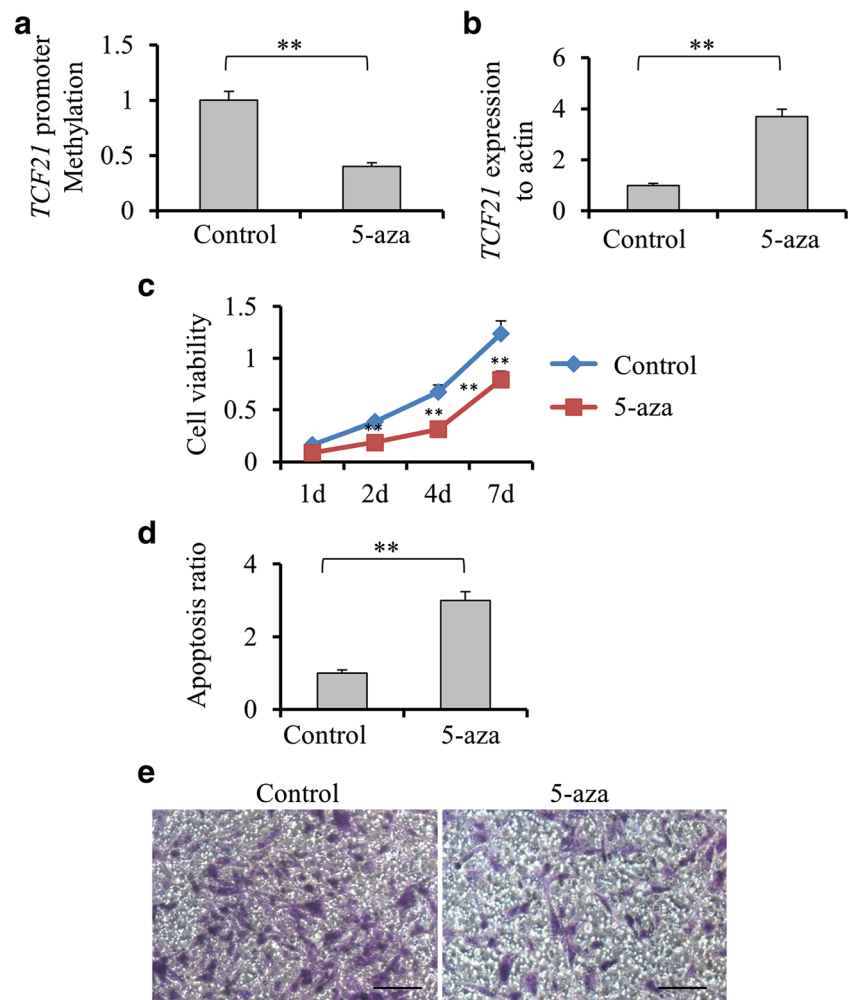 a
TCF21 promoter
Methylation
1.5
1
0.5
0
**
Control
5-aza
b
TCF21 expression
to actin
6
4
2
0
**
Control
5-aza
c
Cell viability
1.5
1
0.5
0
**
**
**
**
1d
2d
4d
7d
Control
5-aza
d
Apoptosis ratio
4
2
0
**
Control
5-aza
e
Control
5-aza